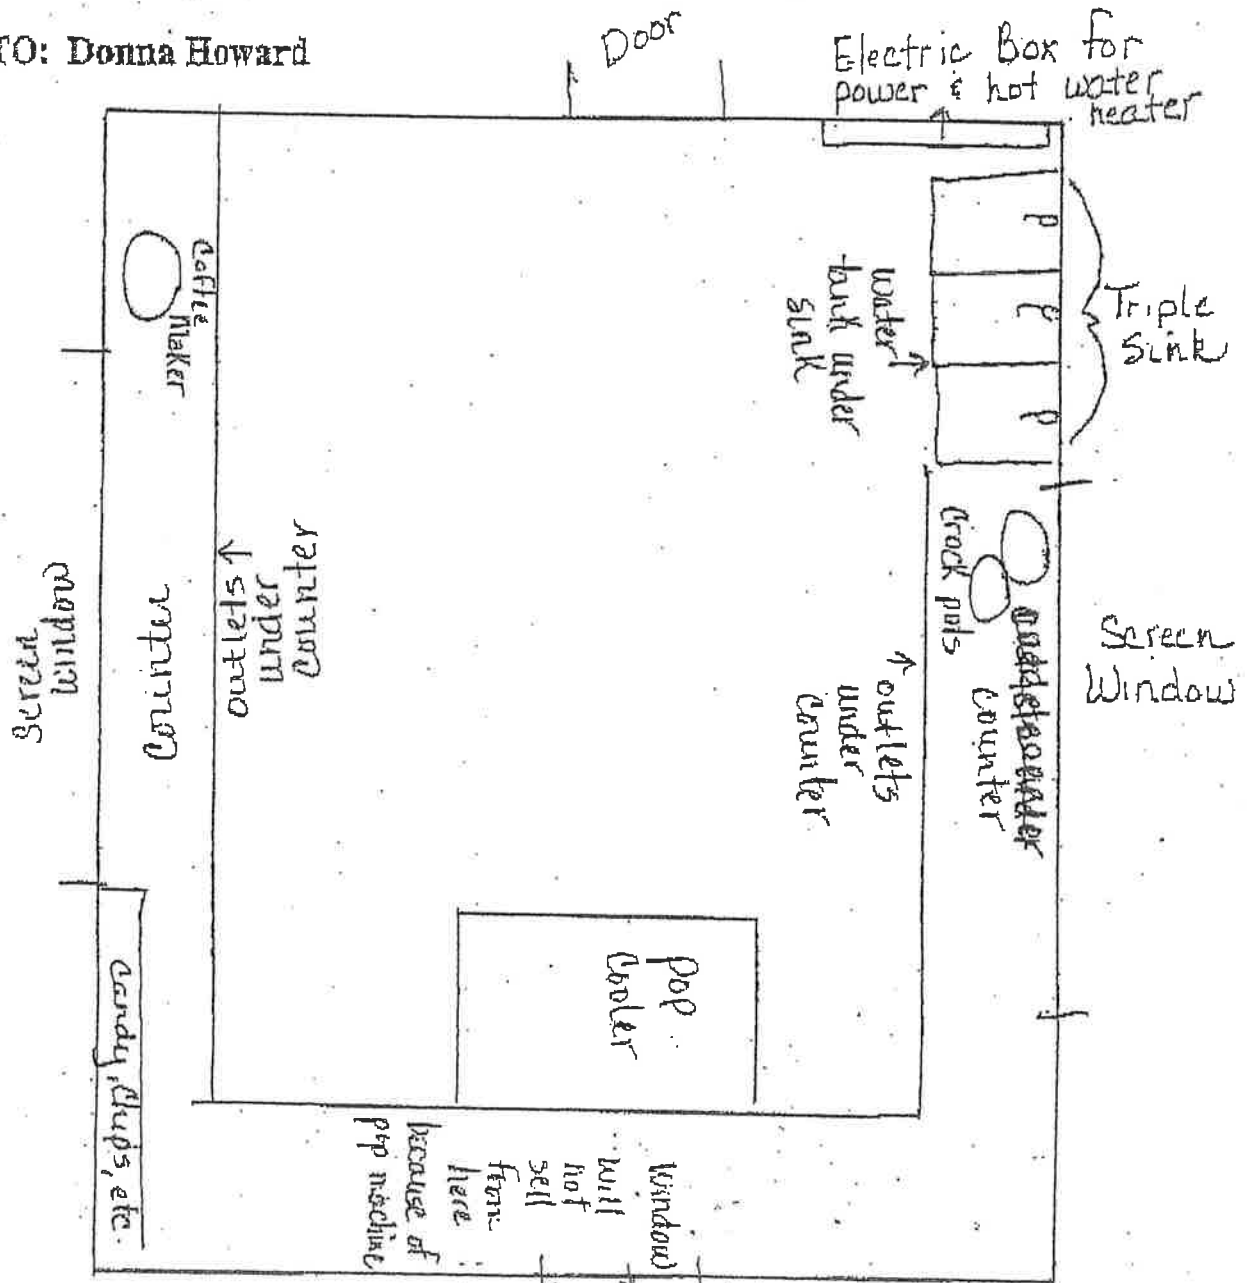 TO: Donna Howard
Door
Electric Box for
power & hot water
heater
Coffee
Maker
water
tank under
sink
Triple
Sink
Crock pots
counter
Screen
Window
outlets
under
Counter
Counter
Screen
Window
outlets
under
Counter
Pop
Cooler
Candy, Chips, etc.
Window
will
not
sell
from
here
because of
pop machine